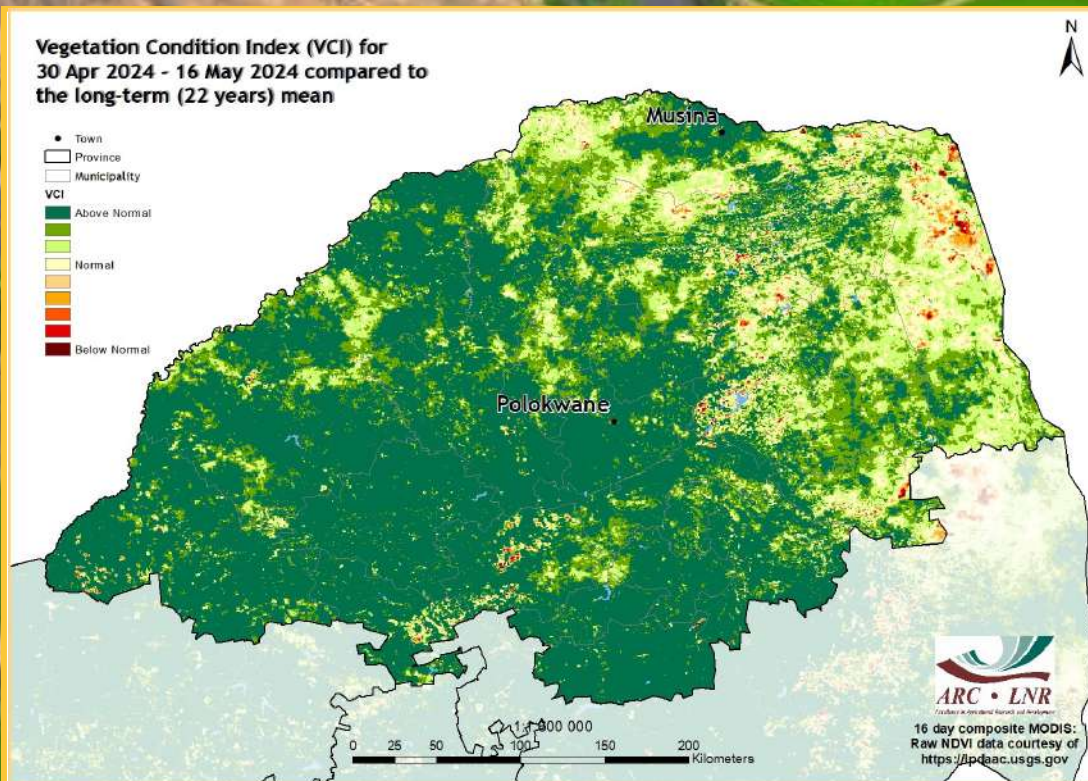 Vegetation Condition Index (VCI) for
30 Apr 2024 - 16 May 2024 compared to
the long-term (22 years) mean
N
Town
Province
Municipality
VCI
Above Normal
Normal
Below Normal
Musina
Polokwane
000 000
0 25 50 100 150 200
Kilometers
ARC • LNR
16 day composite MODIS:
Raw NDVI data courtesy of
https://lpdaac.usgs.gov